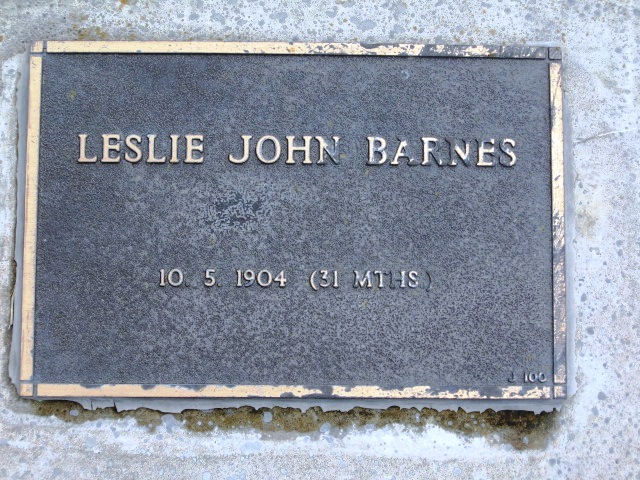 LESLIE JOHN BARNES
10. 5. 1904 (31 MTHS)
100